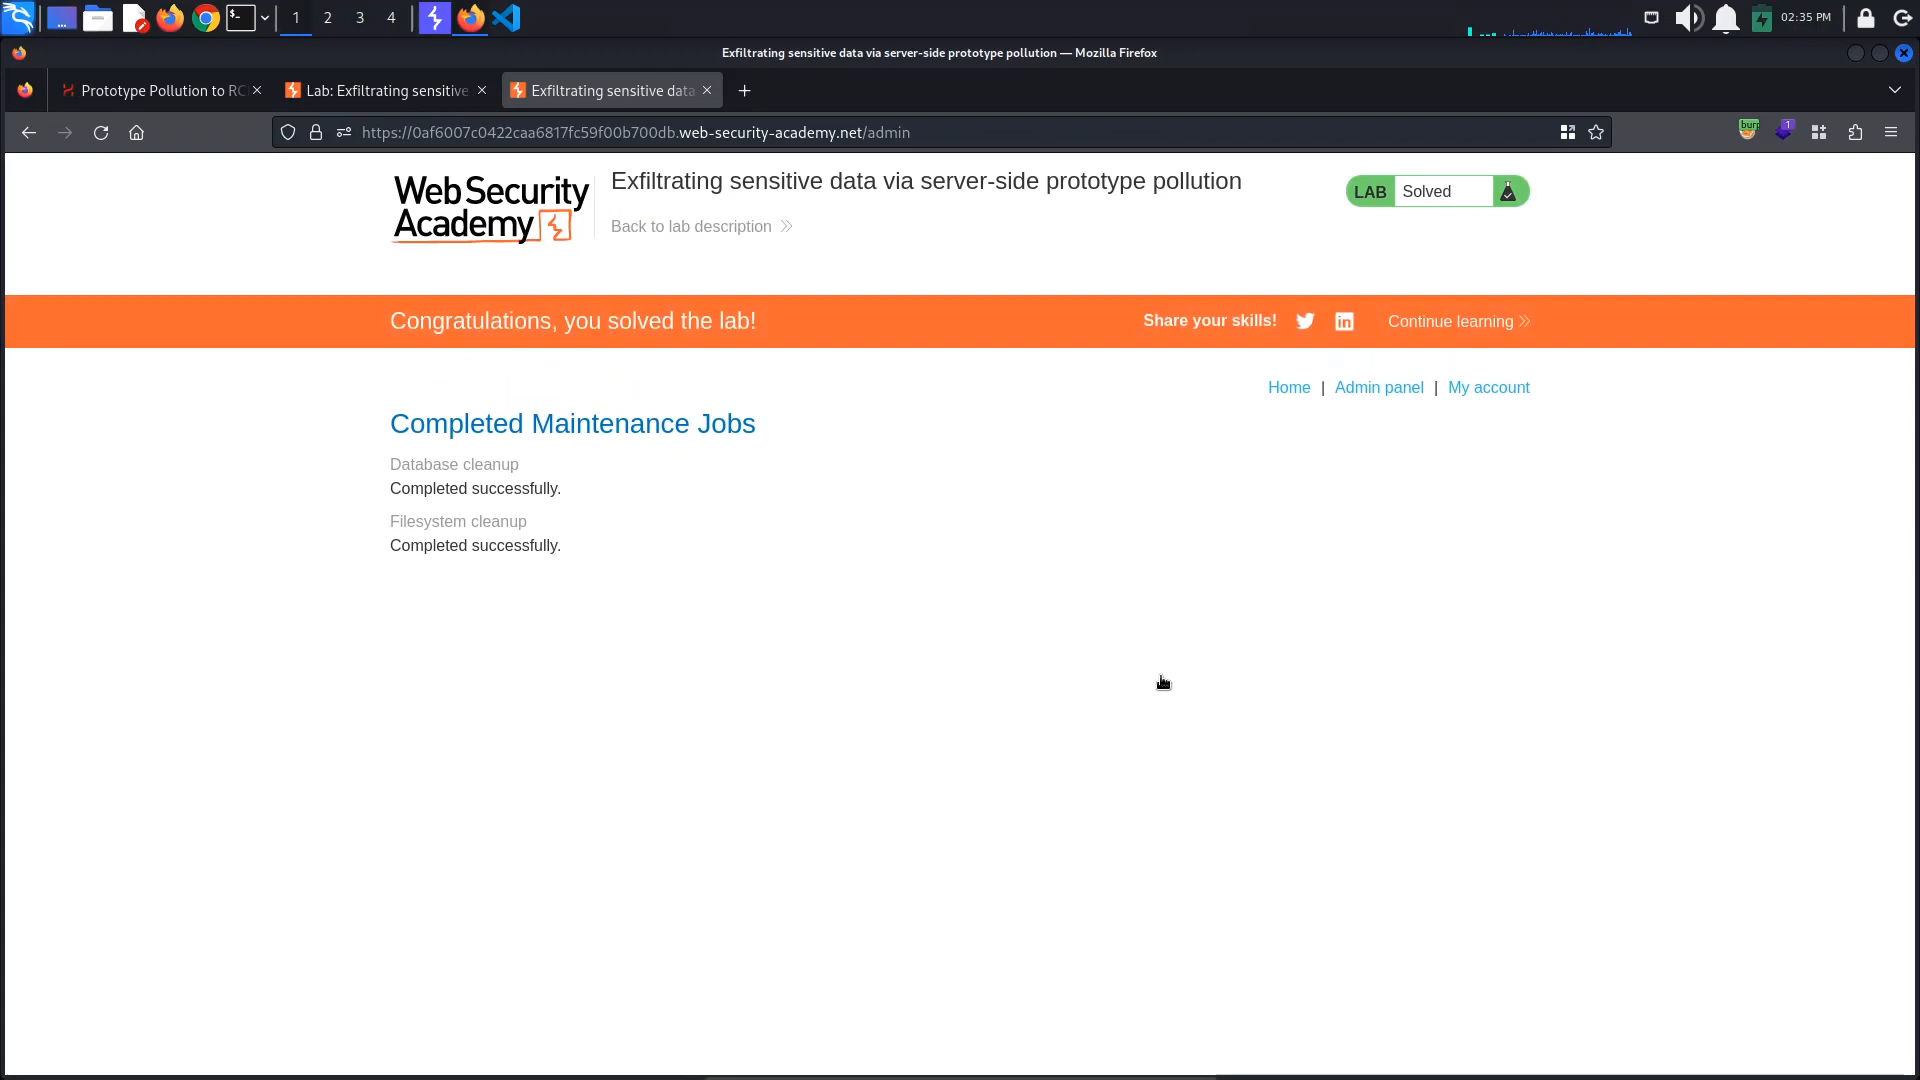 1 2 3 4
02:35 PM
Exfiltrating sensitive data via server-side prototype pollution — Mozilla Firefox
Prototype Pollution to RC
Lab: Exfiltrating sensitive
Exfiltrating sensitive data
https://0af6007c0422caa6817fc59f00b700db.web-security-academy.net/admin
burp
1
Web Security
Academy
Exfiltrating sensitive data via server-side prototype pollution
Back to lab description
LAB Solved
Congratulations, you solved the lab!
Share your skills!
Continue learning
Home | Admin panel | My account
Completed Maintenance Jobs
Database cleanup
Completed successfully.
Filesystem cleanup
Completed successfully.